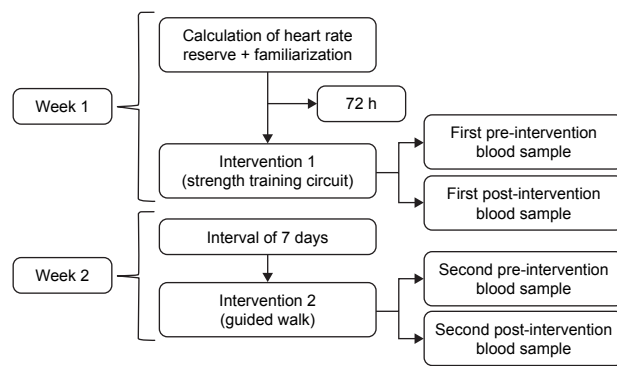 Calculation of heart rate
reserve + familiarization
Week 1
72 h
Intervention 1
(strength training circuit)
First pre-intervention
blood sample
First post-intervention
blood sample
Interval of 7 days
Week 2
Intervention 2
(guided walk)
Second pre-intervention
blood sample
Second post-intervention
blood sample